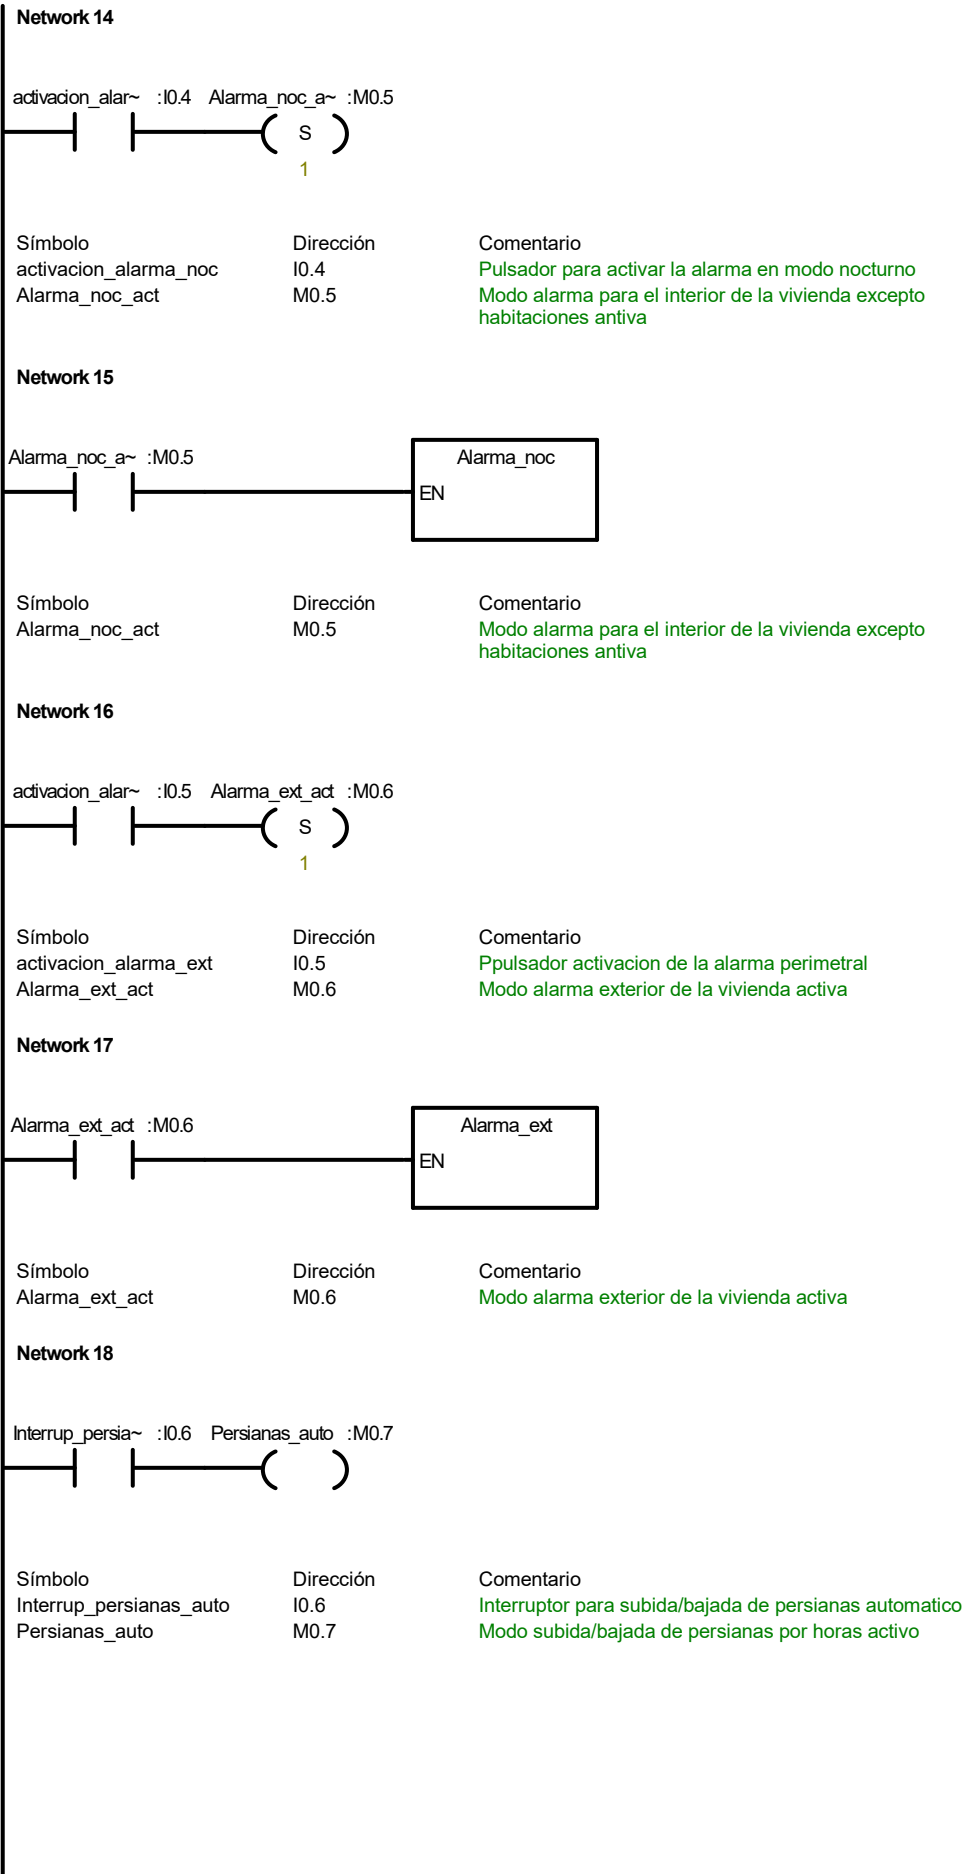 Network 14
activacion_alar~ :I0.4 Alarma_noc_a~ :M0.5
S
1
Símbolo Dirección Comentario
activacion_alarma_noc I0.4 Pulsador para activar la alarma en modo nocturno
Alarma_noc_act M0.5 Modo alarma para el interior de la vivienda excepto
habitaciones antiva
Network 15
Alarma_noc_a~ :M0.5 Alarma_noc
EN
Símbolo Dirección Comentario
Alarma_noc_act M0.5 Modo alarma para el interior de la vivienda excepto
habitaciones antiva
Network 16
activacion_alar~ :I0.5 Alarma_ext_act :M0.6
S
1
Símbolo Dirección Comentario
activacion_alarma_ext I0.5 Ppulsador activacion de la alarma perimetral
Alarma_ext_act M0.6 Modo alarma exterior de la vivienda activa
Network 17
Alarma_ext_act :M0.6 Alarma_ext
EN
Símbolo Dirección Comentario
Alarma_ext_act M0.6 Modo alarma exterior de la vivienda activa
Network 18
Interrup_persia~ :I0.6 Persianas_auto :M0.7
Símbolo Dirección Comentario
Interrup_persianas_auto I0.6 Interruptor para subida/bajada de persianas automatico
Persianas_auto M0.7 Modo subida/bajada de persianas por horas activo